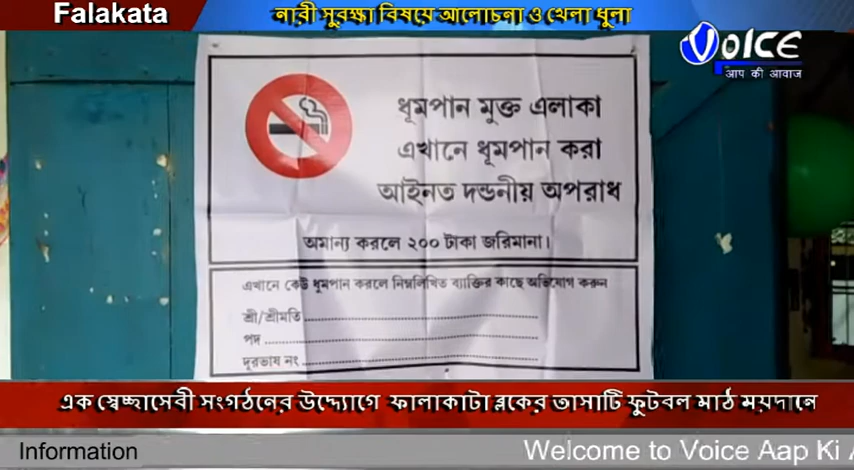 Falakata
নারী সুরক্ষা বিষয়ে আলোচনা ও খেলা ধুলা
VOICE
आप की आवाज
ধূমপান মুক্ত এলাকা
এখানে ধূমপান করা
আইনত দন্ডনীয় অপরাধ
অমান্য করলে ২০০ টাকা জরিমানা।
এখানে কেউ ধূমপান করলে নিম্নলিখিত ব্যাক্তির কাছে অভিযোগ করুন
শ্রী/শ্রীমতি
পদ
দূরভাষ নং
এক স্বেচ্ছাসেবী সংগঠনের উদ্দ্যোগে ফালাকাটা ব্লকের তাসাটি ফুটবল মাঠ ময়দানে
Information
Welcome to Voice Aap Ki